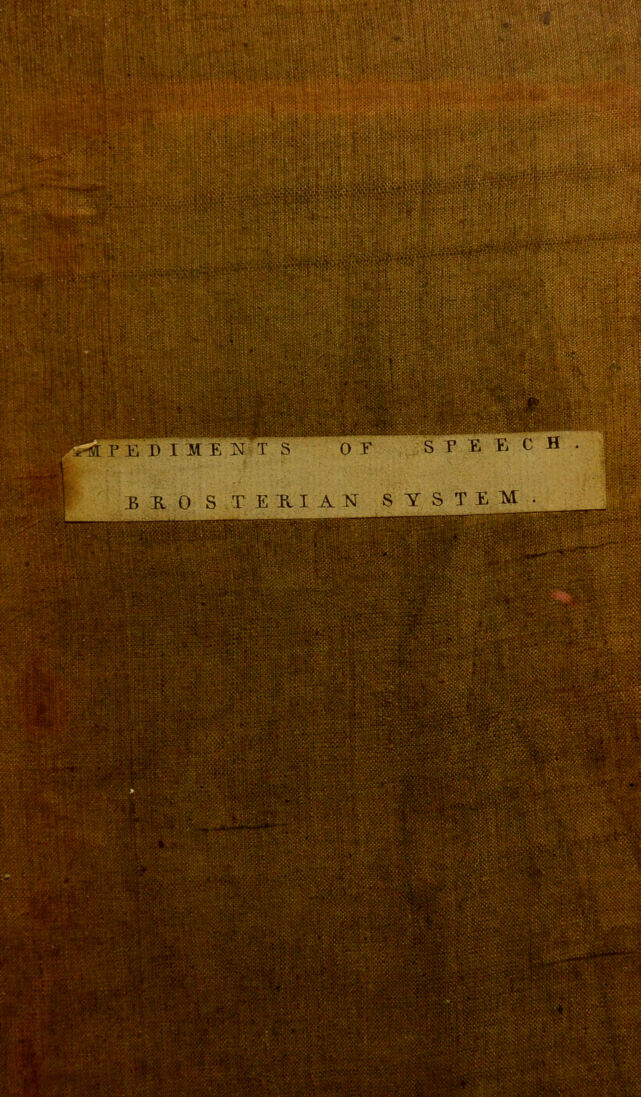 IMPEDIMENTS OF SPEECH.
BROSTERIAN SYSTEM.